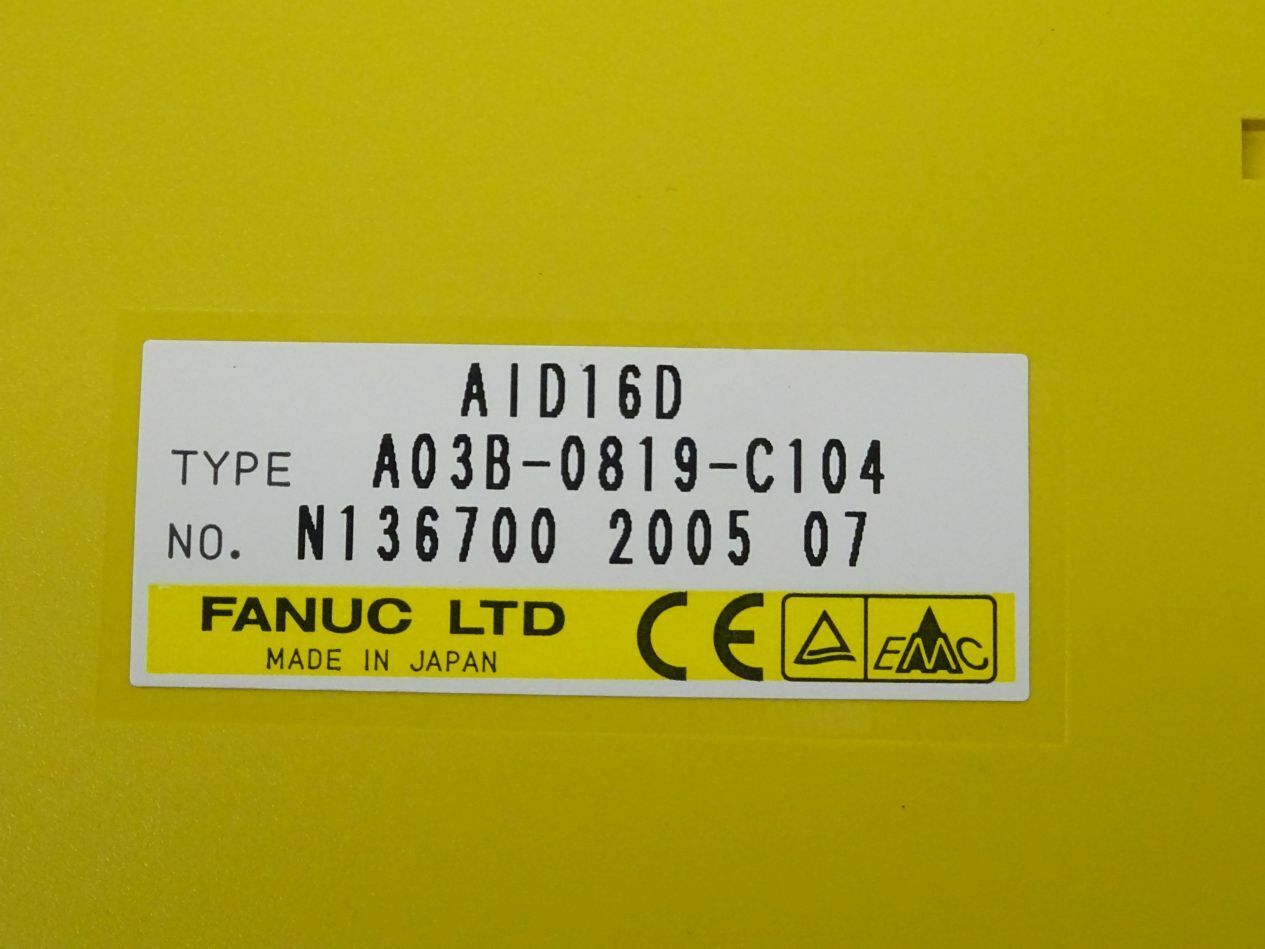 AID16D
TYPE A03B-0819-C104
NO. N136700 2005 07
FANUC LTD
MADE IN JAPAN
CE
EMC